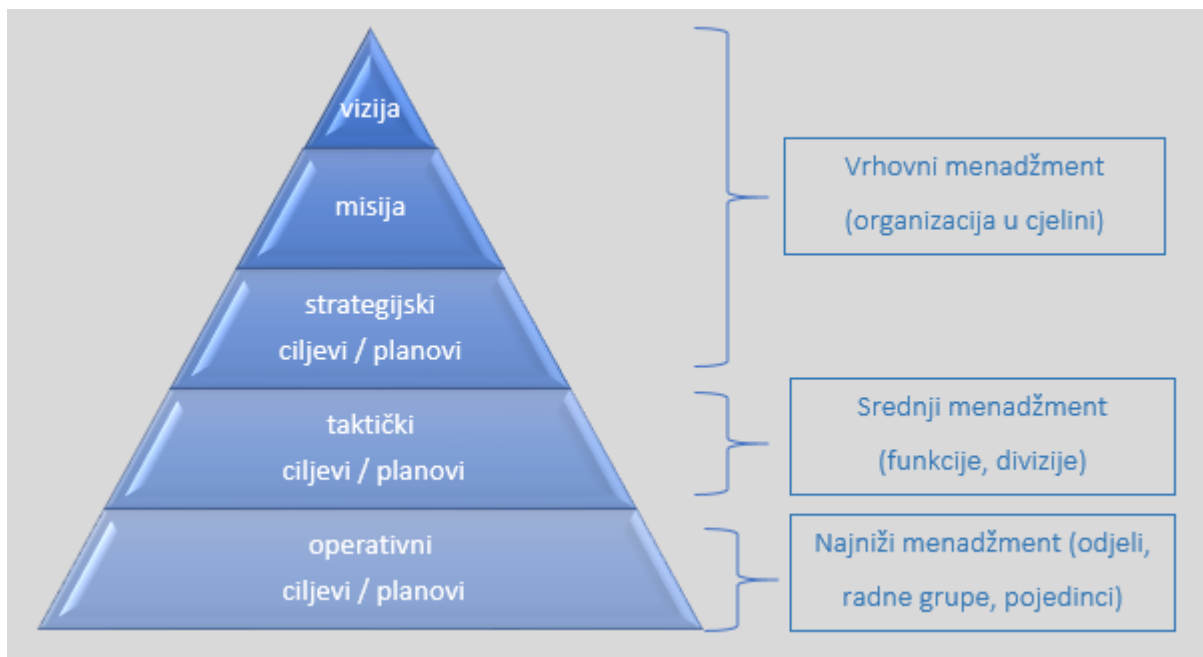 vizija
misija
strategijski
ciljevi / planovi
taktički
ciljevi / planovi
operativni
ciljevi / planovi
Vrhovni menadžment
(organizacija u cjelini)
Srednji menadžment
(funkcije, divizije)
Najniži menadžment (odjeli,
radne grupe, pojedinci)